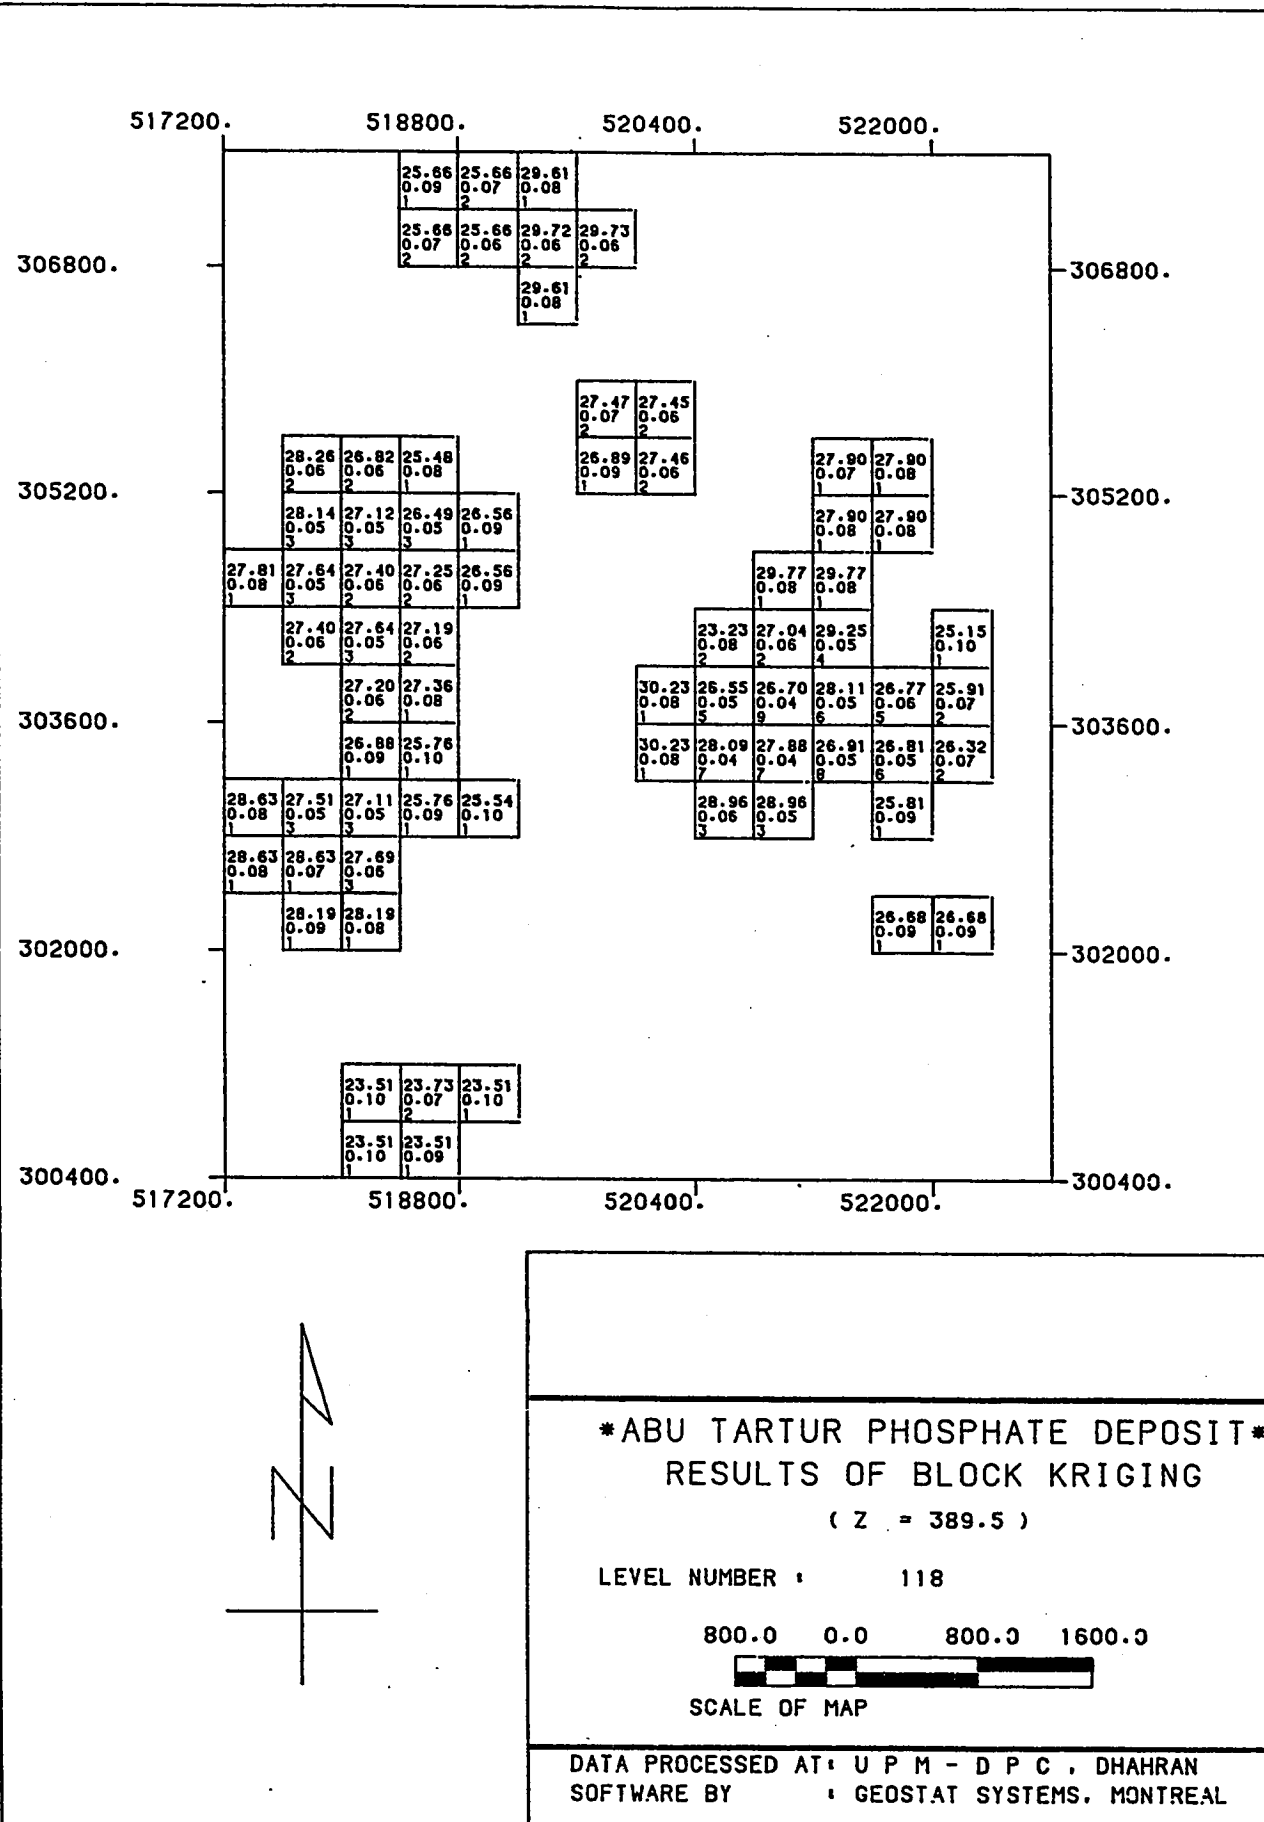 517200. 518800. 520400. 522000.
25.66 25.66 29.61
0.09 0.07 0.08
1 2 1
25.66 25.66 29.72 29.73
0.07 0.06 0.06 0.06
2 2 2 2
306800. 306800.
29.61
0.08
1
27.47 27.45
0.07 0.06
2 2
28.26 26.82 25.48 26.89 27.46 27.90 27.90
0.06 0.06 0.08 0.09 0.06 0.07 0.08
2 2 1 1 2 1 1
305200. 305200.
28.14 27.12 26.49 26.56 27.90 27.90
0.05 0.05 0.05 0.09 0.08 0.08
3 3 3 1 1 1
27.81 27.64 27.40 27.25 26.56 29.77 29.77
0.08 0.05 0.06 0.06 0.09 0.08 0.08
1 3 2 2 1 1 1
27.40 27.64 27.19 23.23 27.04 29.25 25.15
0.06 0.05 0.06 0.08 0.06 0.05 0.10
2 3 2 2 2 4 1
27.20 27.36 30.23 26.55 26.70 28.11 26.77 25.91
0.06 0.08 0.08 0.05 0.04 0.05 0.06 0.07
2 1 1 5 9 6 5 2
303600. 303600.
26.88 25.76 30.23 28.09 27.88 26.91 26.81 26.32
0.09 0.10 0.08 0.04 0.04 0.05 0.05 0.07
1 1 1 7 7 8 6 2
28.63 27.51 27.11 25.76 25.54 28.96 28.96 25.81
0.08 0.05 0.05 0.09 0.10 0.06 0.05 0.09
1 3 3 1 1 3 3 1
28.63 28.63 27.69
0.08 0.07 0.06
1 1 3
28.19 28.19 26.68 26.68
0.09 0.08 0.09 0.09
1 1 1 1
302000. 302000.
23.51 23.73 23.51
0.10 0.07 0.10
1 2 1
23.51 23.51
0.10 0.09
1 1
300400. 300400.
517200. 518800. 520400. 522000.
N
*ABU TARTUR PHOSPHATE DEPOSIT*
RESULTS OF BLOCK KRIGING
( Z = 389.5 )
LEVEL NUMBER : 118
800.0 0.0 800.0 1600.0
SCALE OF MAP
DATA PROCESSED AT: U P M - D P C , DHAHRAN
SOFTWARE BY : GEOSTAT SYSTEMS, MONTREAL